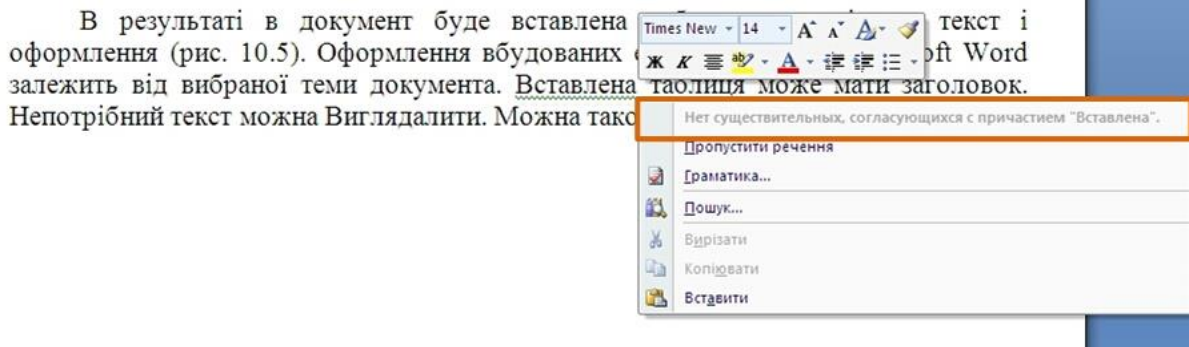 В результаті в документ буде вставлена текст і
оформлення (рис. 10.5). Оформлення вбудованих Word
залежить від вибраної теми документа. Вставлена таблиця може мати заголовок.
Непотрібний текст можна Виглядалити. Можна
Times New 14
Ж К
Нет существительных, согласующихся с причастием "Вставлена".
Пропустити речення
Граматика...
Пошук...
Вирізати
Копіювати
Вставити